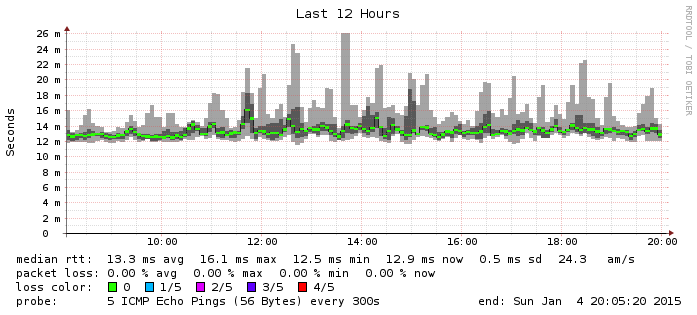 Last 12 Hours
RRDTOOL / TOBI OETIKER
Seconds
26 m
24 m
22 m
20 m
18 m
16 m
14 m
12 m
10 m
8 m
6 m
4 m
2 m
0
10:00 12:00 14:00 16:00 18:00 20:00
median rtt: 13.3 ms avg 16.1 ms max 12.5 ms min 12.9 ms now 0.5 ms sd 24.3 am/s
packet loss: 0.00 % avg 0.00 % max 0.00 % min 0.00 % now
loss color: 0 1/5 2/5 3/5 4/5
probe: 5 ICMP Echo Pings (56 Bytes) every 300s end: Sun Jan 4 20:05:20 2015